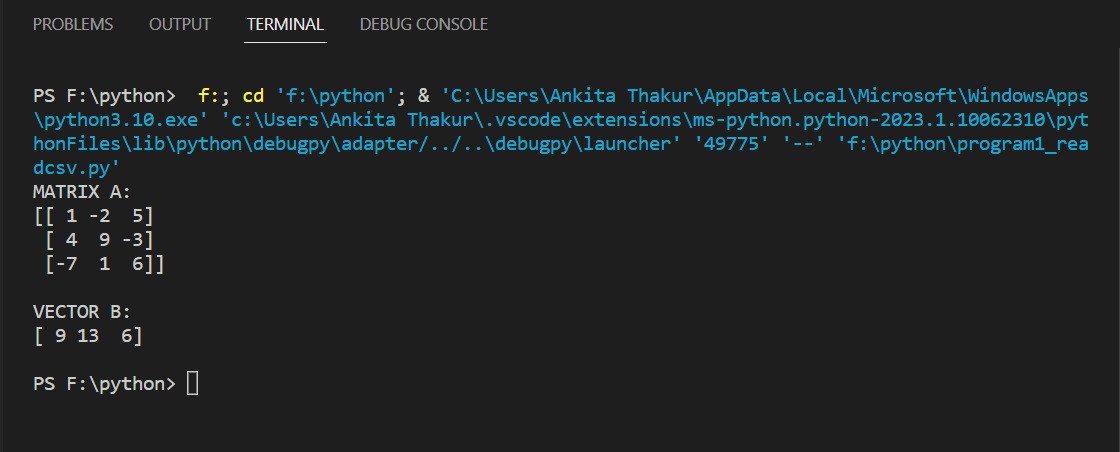 PROBLEMS OUTPUT TERMINAL DEBUG CONSOLE
PS F:\python>  f:; cd 'f:\python'; & 'C:\Users\Ankita Thakur\AppData\Local\Microsoft\WindowsApps
\python3.10.exe' 'c:\Users\Ankita Thakur\.vscode\extensions\ms-python.python-2023.1.10062310\pyt
honFiles\lib\python\debugpy\adapter/../..\debugpy\launcher' '49775' '--' 'f:\python\program1_rea
dcsv.py'
MATRIX A:
[[ 1 -2  5]
 [ 4  9 -3]
 [-7  1  6]]
VECTOR B:
[ 9 13  6]
PS F:\python>